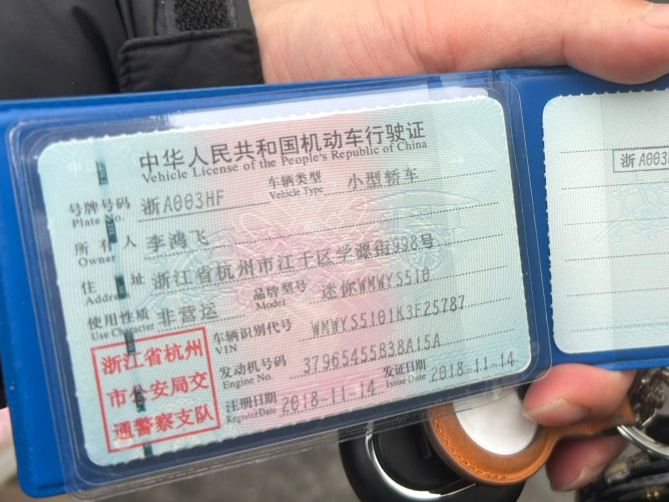 中华人民共和国机动车行驶证
Vehicle License of the People's Republic of China
号牌号码 Plate No. 浙A003HF 车辆类型 Vehicle Type 小型轿车
所有人 Owner 李鸿飞
住址 Address 浙江省杭州市江干区学源街998号
使用性质 Use Character 非营运 品牌型号 Model 迷你WMWYS510
浙江省杭州市公安局交通警察支队
车辆识别代号 VIN WMWYS5101K3F25787
发动机号码 Engine No. 37965455B38A15A
注册日期 Register Date 2018-11-14 发证日期 Issue Date 2018-11-14
浙A003